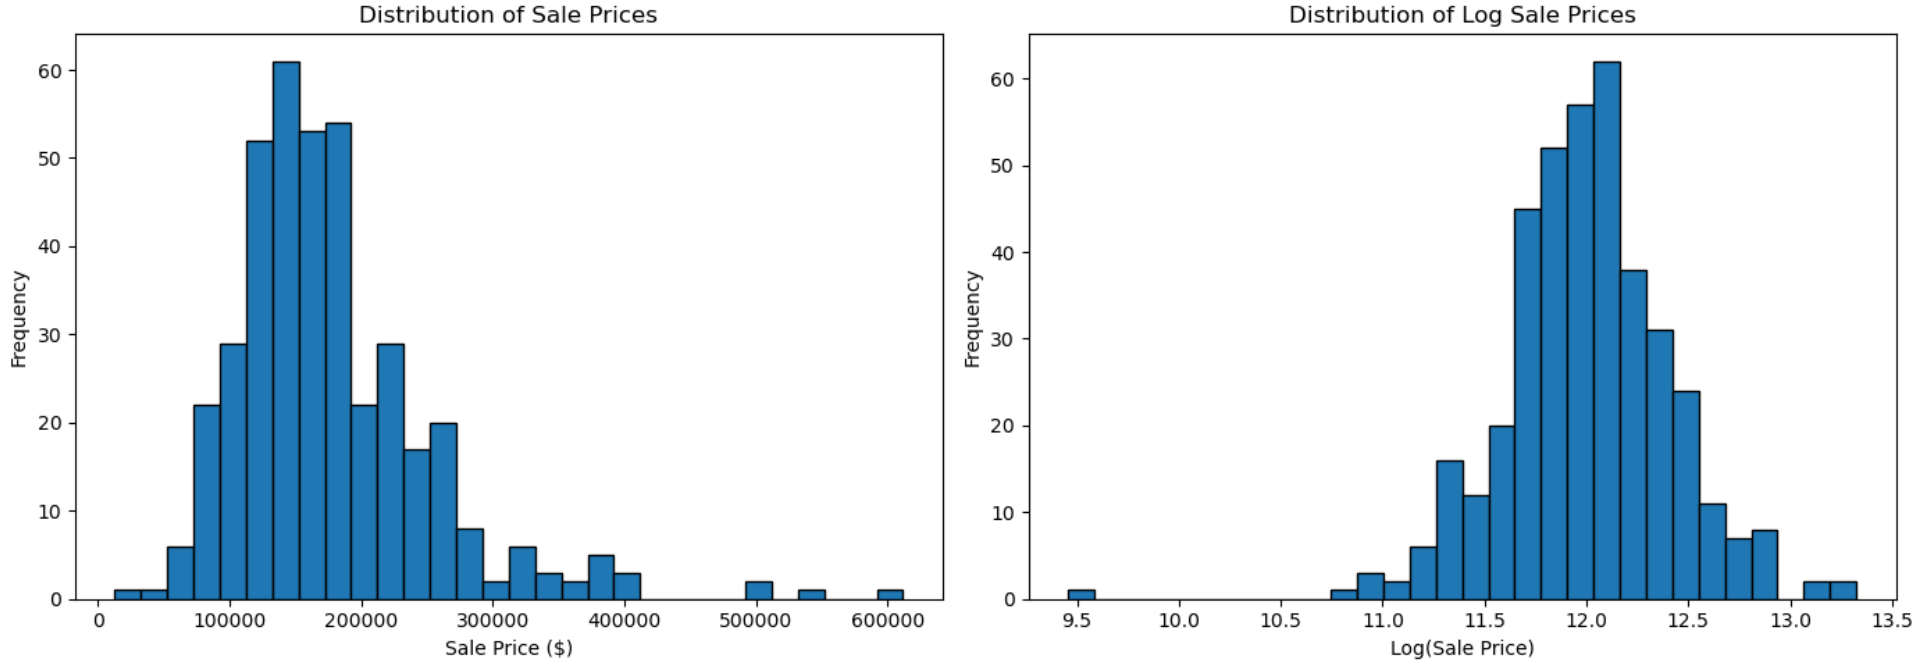 Distribution of Sale Prices
Frequency
60
50
40
30
20
10
0
0 100000 200000 300000 400000 500000 600000
Sale Price ($)
Distribution of Log Sale Prices
Frequency
60
50
40
30
20
10
0
9.5 10.0 10.5 11.0 11.5 12.0 12.5 13.0 13.5
Log(Sale Price)